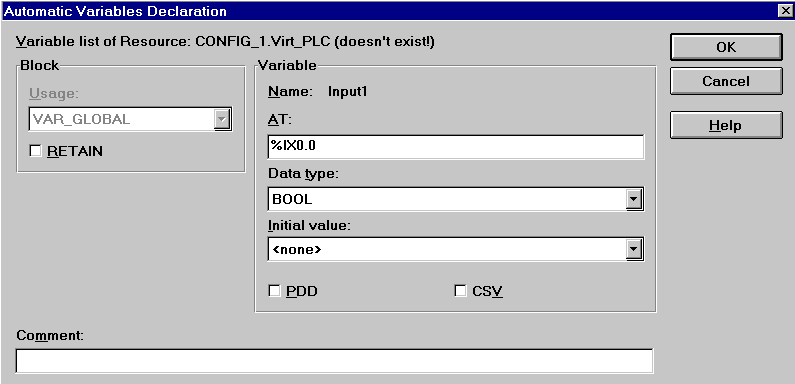 Automatic Variables Declaration
Variable list of Resource: CONFIG_1.Virt_PLC (doesn't exist!)
Block
Usage:
VAR_GLOBAL
RETAIN
Variable
Name: Input1
AT:
%IX0.0
Data type:
BOOL
Initial value:
<none>
PDD CSV
OK
Cancel
Help
Comment: